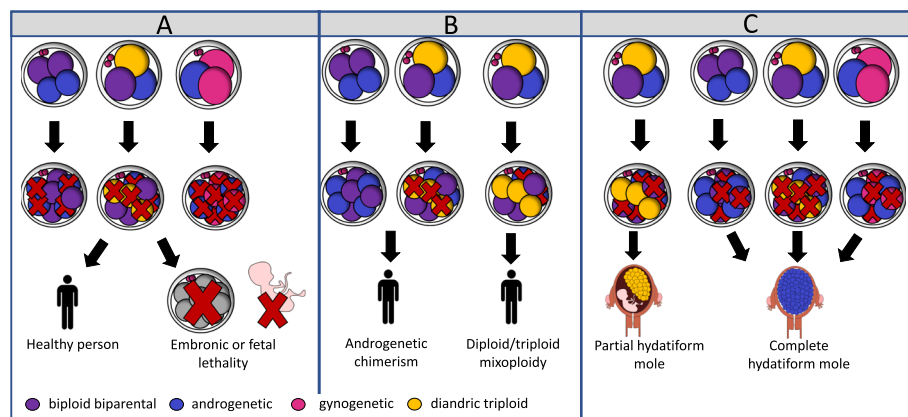 A
B
C
Healthy person
Embronic or fetal
lethality
Androgenetic
chimerism
Diploid/triploid
mixoploidy
Partial hydatiform
mole
Complete
hydatiform mole
biploid biparental
androgenetic
gynogenetic
diandric triploid